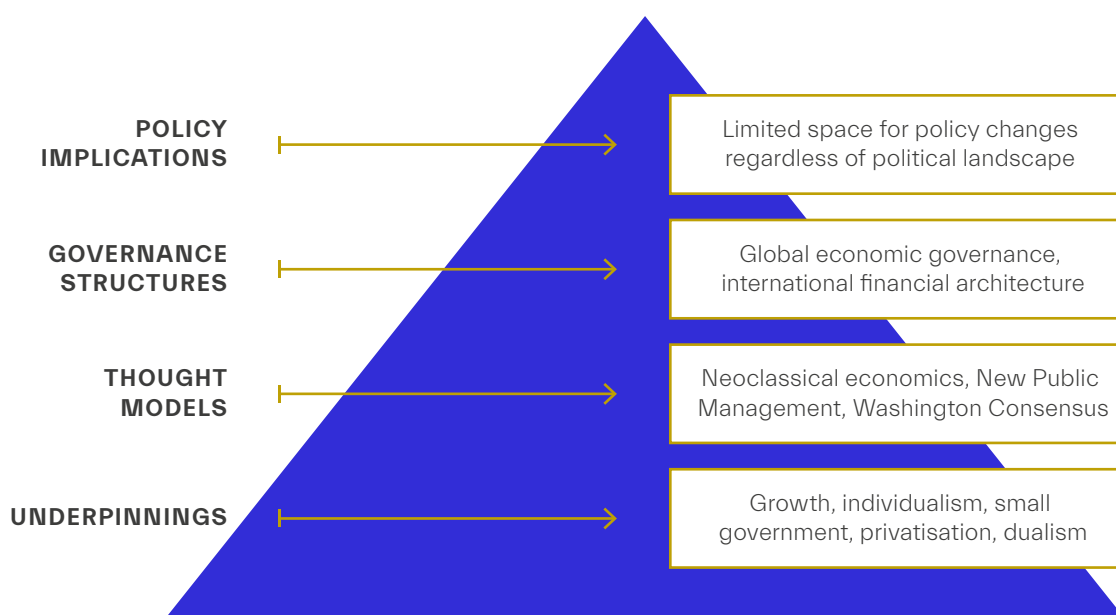 POLICY
IMPLICATIONS
Limited space for policy changes
regardless of political landscape
GOVERNANCE
STRUCTURES
Global economic governance,
international financial architecture
THOUGHT
MODELS
Neoclassical economics, New Public
Management, Washington Consensus
UNDERPINNINGS
Growth, individualism, small
government, privatisation, dualism